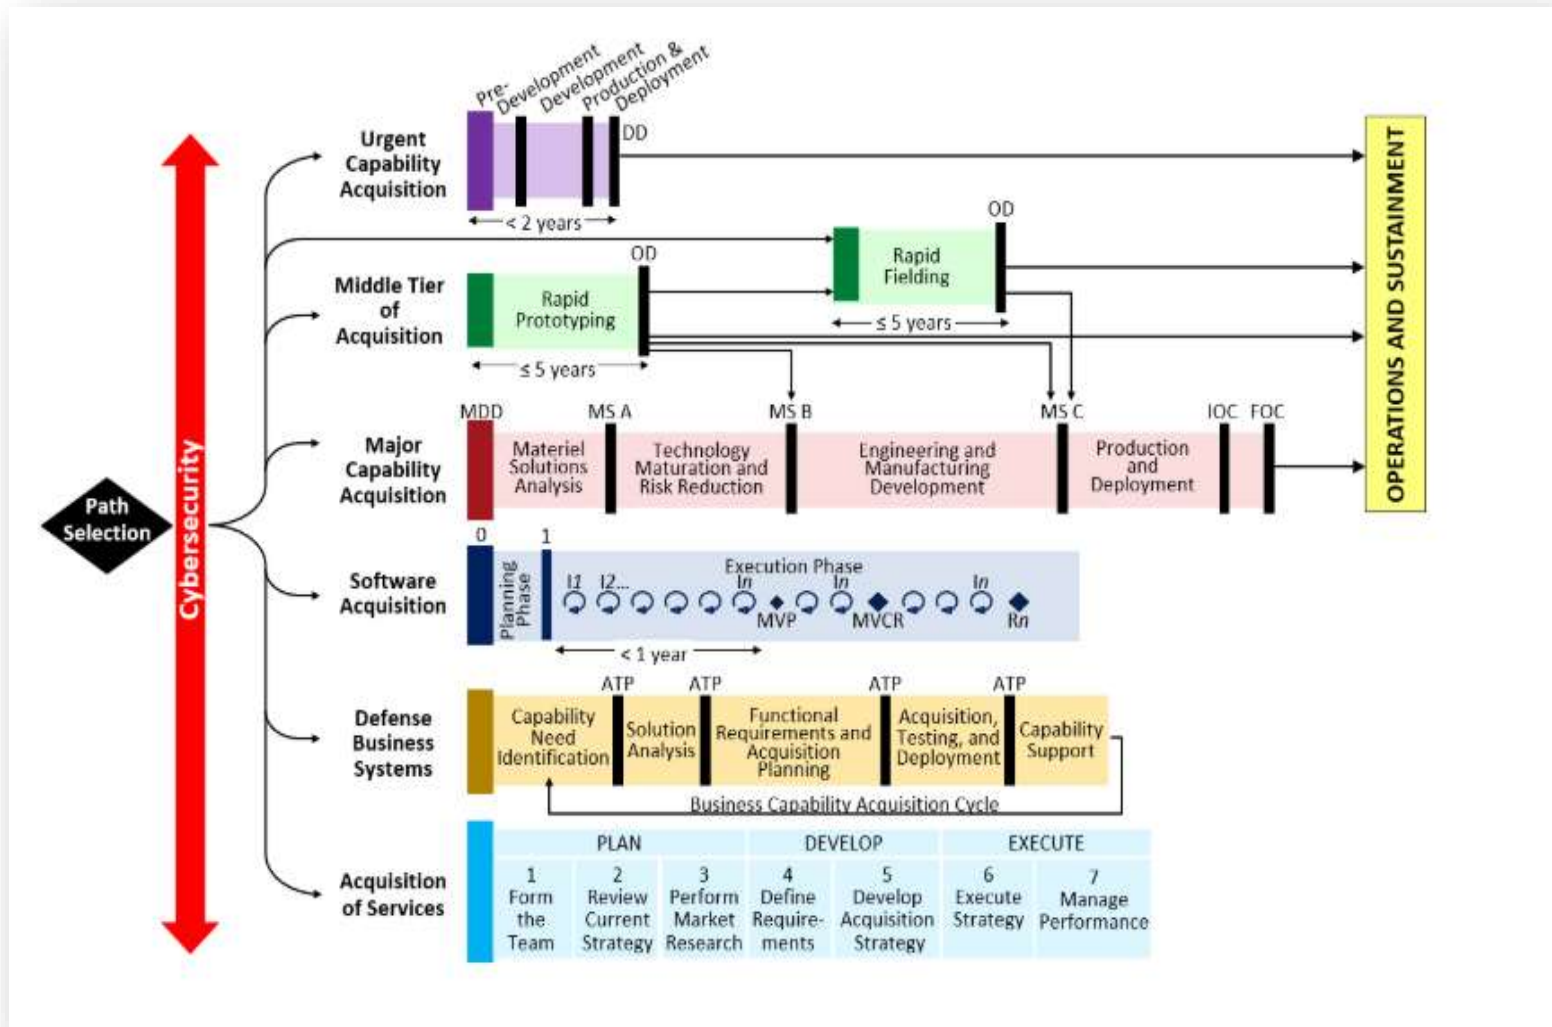 Pre-
Development
Development
Production &
Deployment
Urgent
Capability
Acquisition
DD
< 2 years
OD
Rapid
Fielding
≤ 5 years
OD
Middle Tier
of
Acquisition
Rapid
Prototyping
≤ 5 years
MDD
MS A
MS B
MS C
IOC
FOC
Major
Capability
Acquisition
Materiel
Solutions
Analysis
Technology
Maturation and
Risk Reduction
Engineering and
Manufacturing
Development
Production
and
Deployment
OPERATIONS AND SUSTAINMENT
Path
Selection
Cybersecurity
0
1
Software
Acquisition
Planning
Phase
Execution Phase
I1
I2...
In
In
In
MVP
MVCR
Rn
< 1 year
ATP
ATP
ATP
ATP
Defense
Business
Systems
Capability
Need
Identification
Solution
Analysis
Functional
Requirements and
Acquisition
Planning
Acquisition,
Testing, and
Deployment
Capability
Support
Business Capability Acquisition Cycle
Acquisition
of Services
PLAN
DEVELOP
EXECUTE
1
Form
the
Team
2
Review
Current
Strategy
3
Perform
Market
Research
4
Define
Require-
ments
5
Develop
Acquisition
Strategy
6
Execute
Strategy
7
Manage
Performance